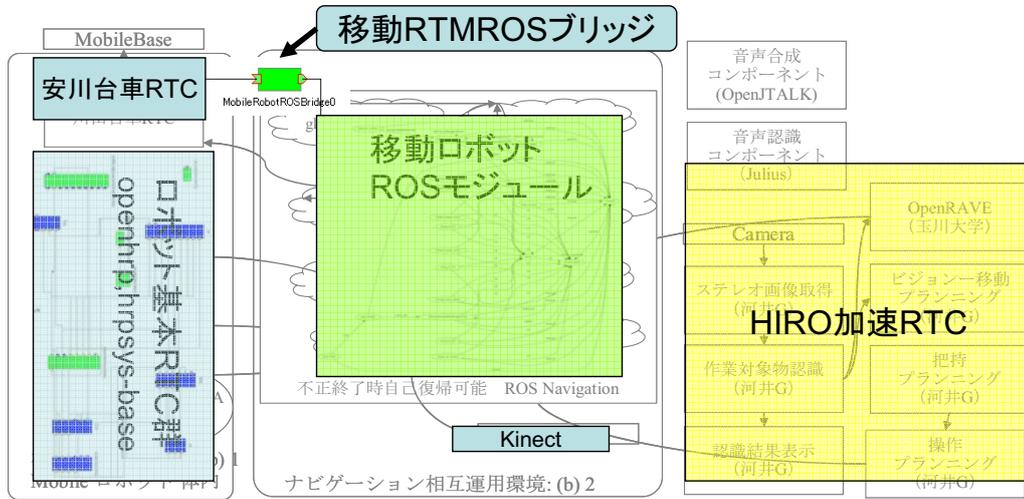 移動RTMROSブリッジ
MobileBase
安川台車RTC
MobileRobotROSBridge0
川田台車RTC
移動ロボット
ROSモジュール
ロボット基本RTC群
openhrp,hrpsys-base
不正終了時自己復帰可能 ROS Navigation
Kinect
ナビゲーション相互運用環境: (b) 2
音声合成
コンポーネント
(OpenJTALK)
音声認識
コンポーネント
(Julius)
Camera
ステレオ画像取得
(河井G)
作業対象物認識
(河井G)
認識結果表示
(河井G)
HIRO加速RTC
OpenRAVE
(玉川大学)
ビジョン－移動
プランニング
把持
プランニング
(河井G)
操作
プランニング
(河井G)